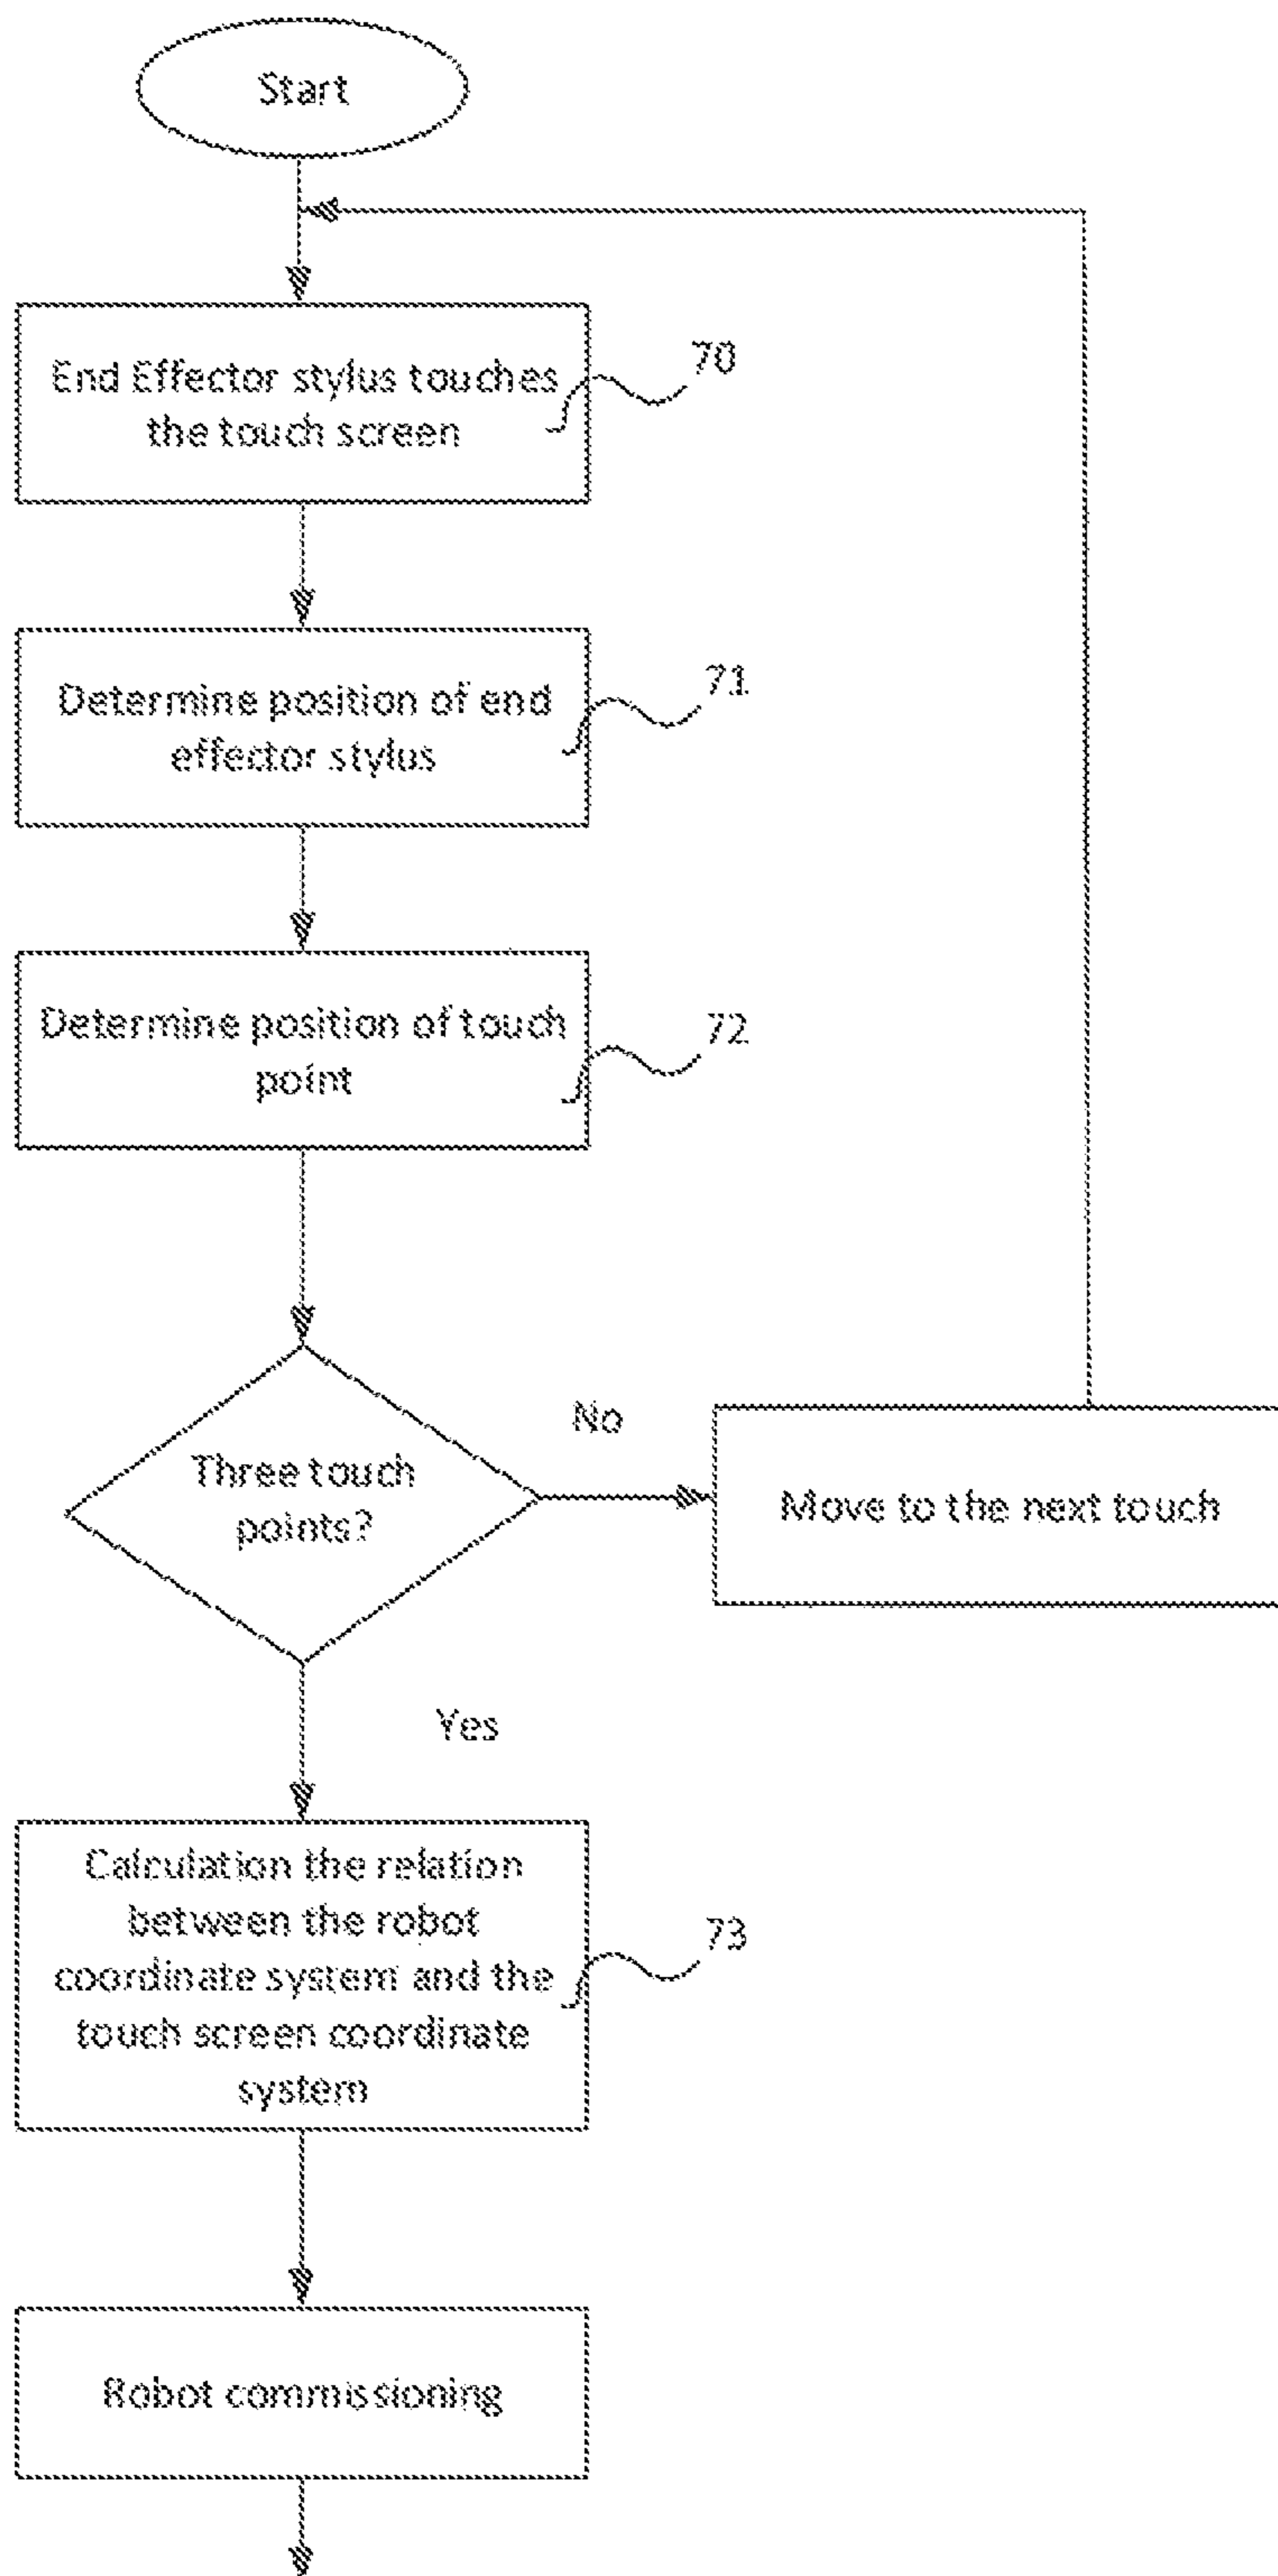 Start
End Effector stylus touches
the touch screen
70
Determine position of end
effector stylus
71
Determine position of touch
point
72
Three touch
points?
No
Move to the next touch
Yes
Calculation the relation
between the robot
coordinate system and the
touch screen coordinate
system
73
Robot commissioning